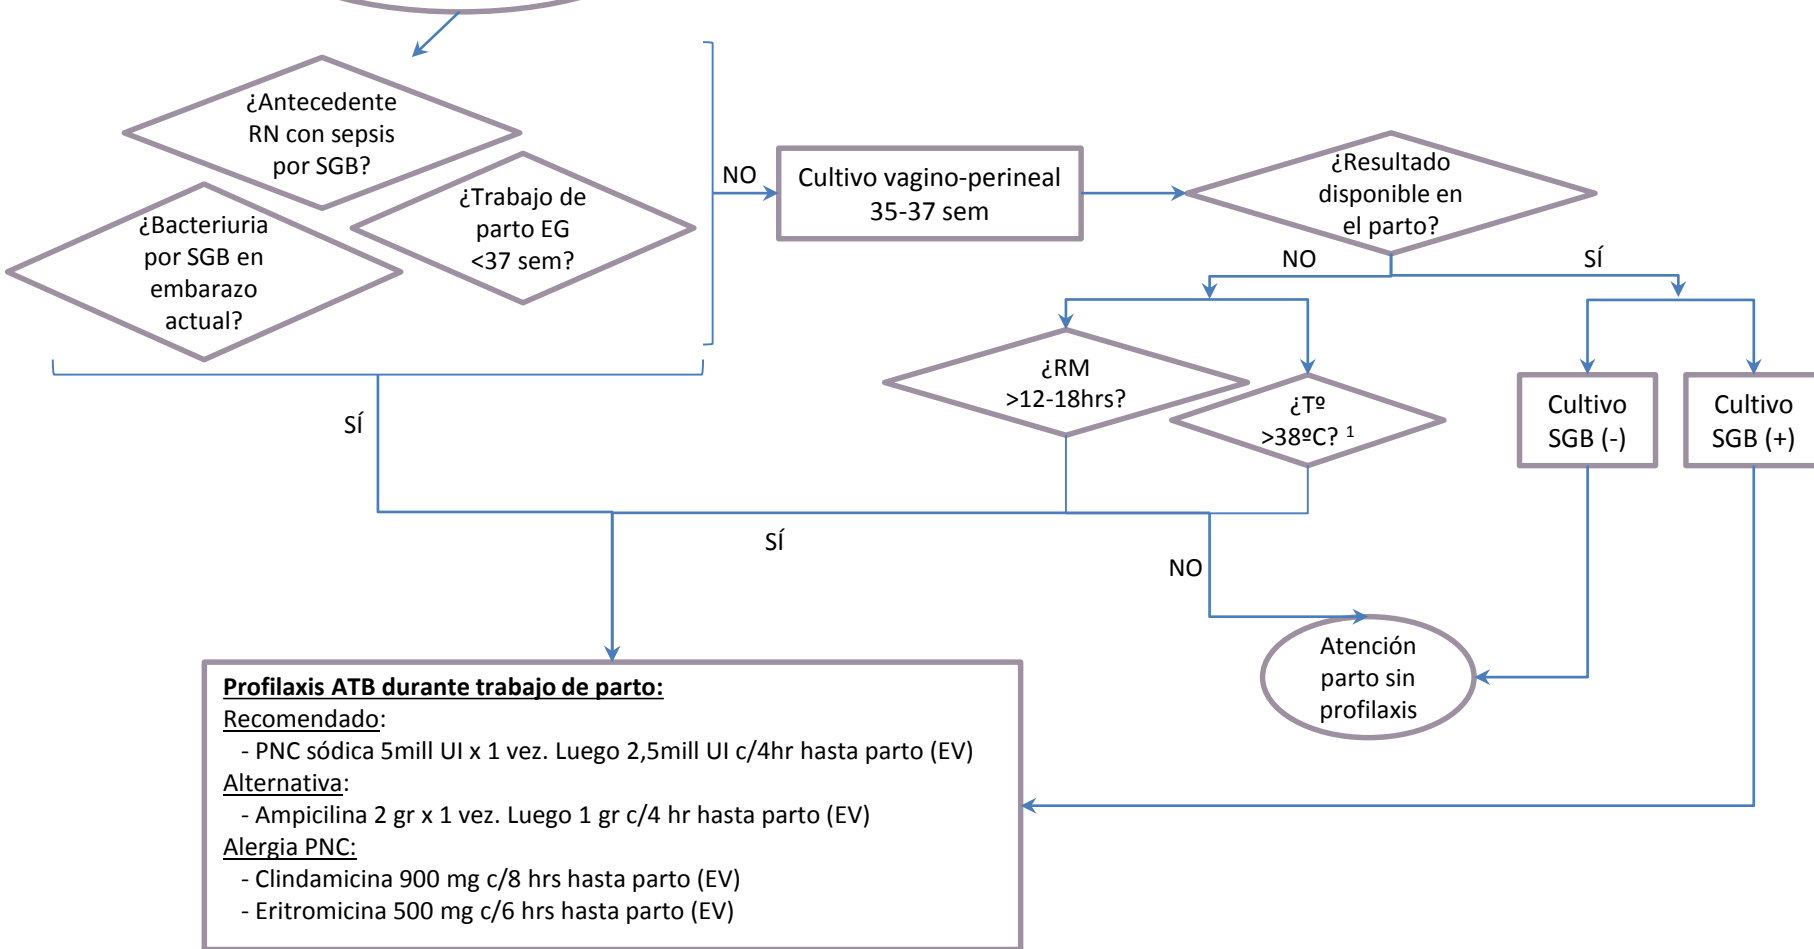 ¿Antecedente
RN con sepsis
por SGB?
¿Bacteriuria
por SGB en
embarazo
actual?
¿Trabajo de
parto EG
<37 sem?
NO
Cultivo vagino-perineal
35-37 sem
¿Resultado
disponible en
el parto?
NO
SÍ
¿RM
>12-18hrs?
¿Tº
>38ºC? 1
Cultivo
SGB (-)
Cultivo
SGB (+)
SÍ
SÍ
NO
Atención
parto sin
profilaxis
Profilaxis ATB durante trabajo de parto:
Recomendado:
- PNC sódica 5mill UI x 1 vez. Luego 2,5mill UI c/4hr hasta parto (EV)
Alternativa:
- Ampicilina 2 gr x 1 vez. Luego 1 gr c/4 hr hasta parto (EV)
Alergia PNC:
- Clindamicina 900 mg c/8 hrs hasta parto (EV)
- Eritromicina 500 mg c/6 hrs hasta parto (EV)